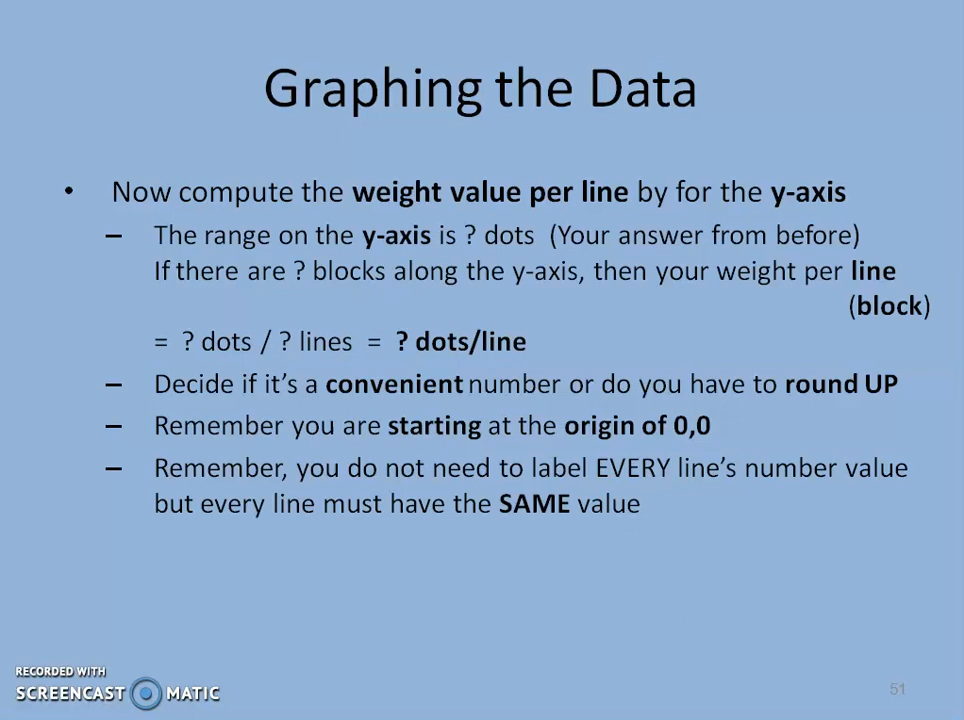 Graphing the Data
• Now compute the weight value per line by for the y-axis
– The range on the y-axis is ? dots (Your answer from before)
If there are ? blocks along the y-axis, then your weight per line
(block)
= ? dots / ? lines = ? dots/line
– Decide if it's a convenient number or do you have to round UP
– Remember you are starting at the origin of 0,0
– Remember, you do not need to label EVERY line's number value
but every line must have the SAME value
RECORDED WITH
SCREENCAST MATIC
51